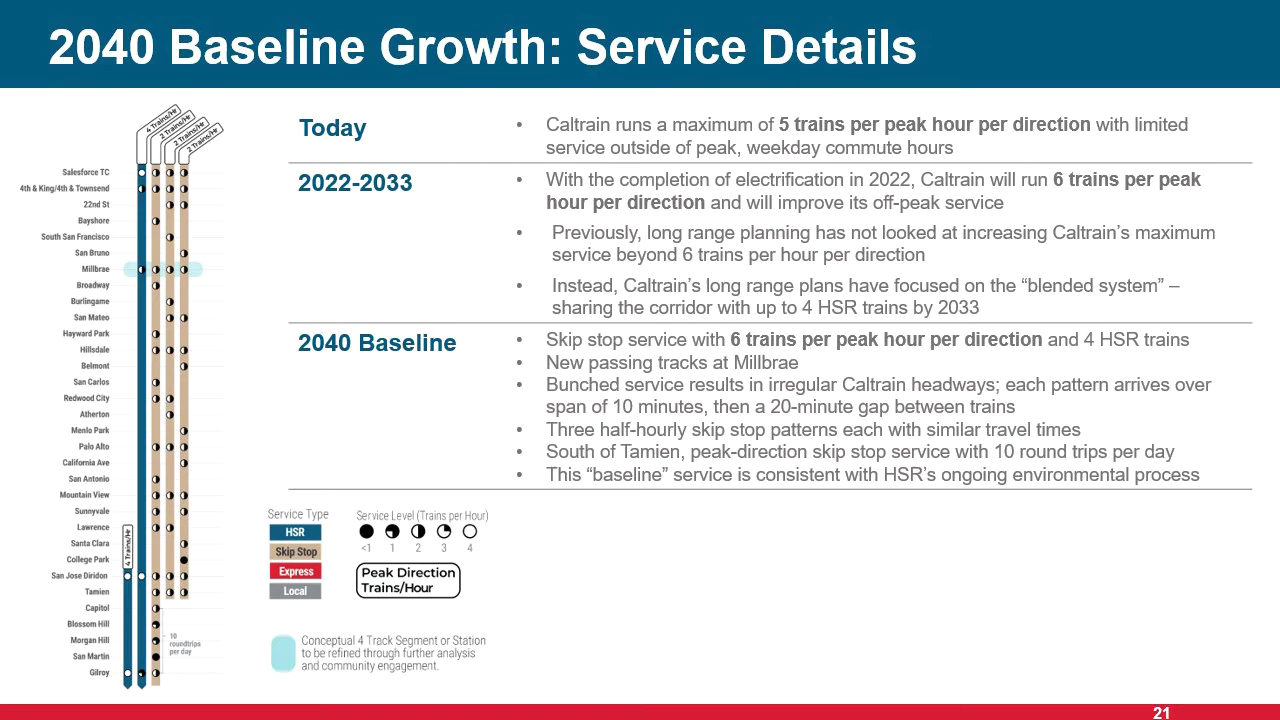 2040 Baseline Growth: Service Details
4 Trains/Hr
2 Trains/Hr
2 Trains/Hr
2 Trains/Hr
Salesforce TC
4th & King/4th & Townsend
22nd St
Bayshore
South San Francisco
San Bruno
Millbrae
Broadway
Burlingame
San Mateo
Hayward Park
Hillsdale
Belmont
San Carlos
Redwood City
Atherton
Menlo Park
Palo Alto
California Ave
San Antonio
Mountain View
Sunnyvale
Lawrence
Santa Clara
College Park
San Jose Diridon
Tamien
Capitol
Blossom Hill
Morgan Hill
San Martin
Gilroy
4 Trains/Hr
10
roundtrips
per day
Today
• Caltrain runs a maximum of 5 trains per peak hour per direction with limited
service outside of peak, weekday commute hours
2022-2033
• With the completion of electrification in 2022, Caltrain will run 6 trains per peak
hour per direction and will improve its off-peak service
• Previously, long range planning has not looked at increasing Caltrain's maximum
service beyond 6 trains per hour per direction
• Instead, Caltrain's long range plans have focused on the “blended system” –
sharing the corridor with up to 4 HSR trains by 2033
2040 Baseline
• Skip stop service with 6 trains per peak hour per direction and 4 HSR trains
• New passing tracks at Millbrae
• Bunched service results in irregular Caltrain headways; each pattern arrives over
span of 10 minutes, then a 20-minute gap between trains
• Three half-hourly skip stop patterns each with similar travel times
• South of Tamien, peak-direction skip stop service with 10 round trips per day
• This “baseline” service is consistent with HSR's ongoing environmental process
Service Type
HSR
Skip Stop
Express
Local
Service Level (Trains per Hour)
<1 1 2 3 4
Peak Direction
Trains/Hour
Conceptual 4 Track Segment or Station
to be refined through further analysis
and community engagement.
21